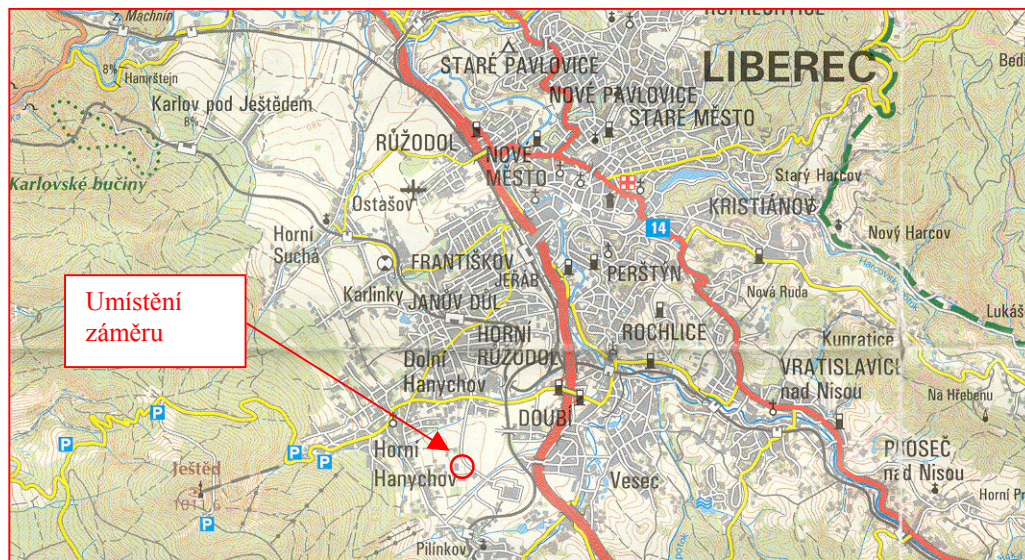 z. Machnín
STARÉ PAVLOVICE
LIBEREC
8%
Hamrštejn
NOVÉ PAVLOVICE
STARÉ MĚSTO
Karlov pod Ještědem
8%
RŮŽODOL
NOVÉ
MĚSTO
Karlovské bučiny
Ostašov
Starý Harcov
KRISTIÁNOV
14
Nový Harcov
Horní
Suchá
FRANTIŠKOV
JEŘÁB
PERŠTÝN
Karlinky
Umístění
záměru
JANŮV DŮL
Nová Ruda
HORNÍ
RŮŽODOL
ROCHLICE
Kunratice
Dolní
Hanychov
VRATISLAVICE
nad Nisou
Na Hřebenu
P
P
P
P
P
DOUBÍ
Horní
Hanychov
Ještěd
Vesec
nad Nisou
Pilínkov